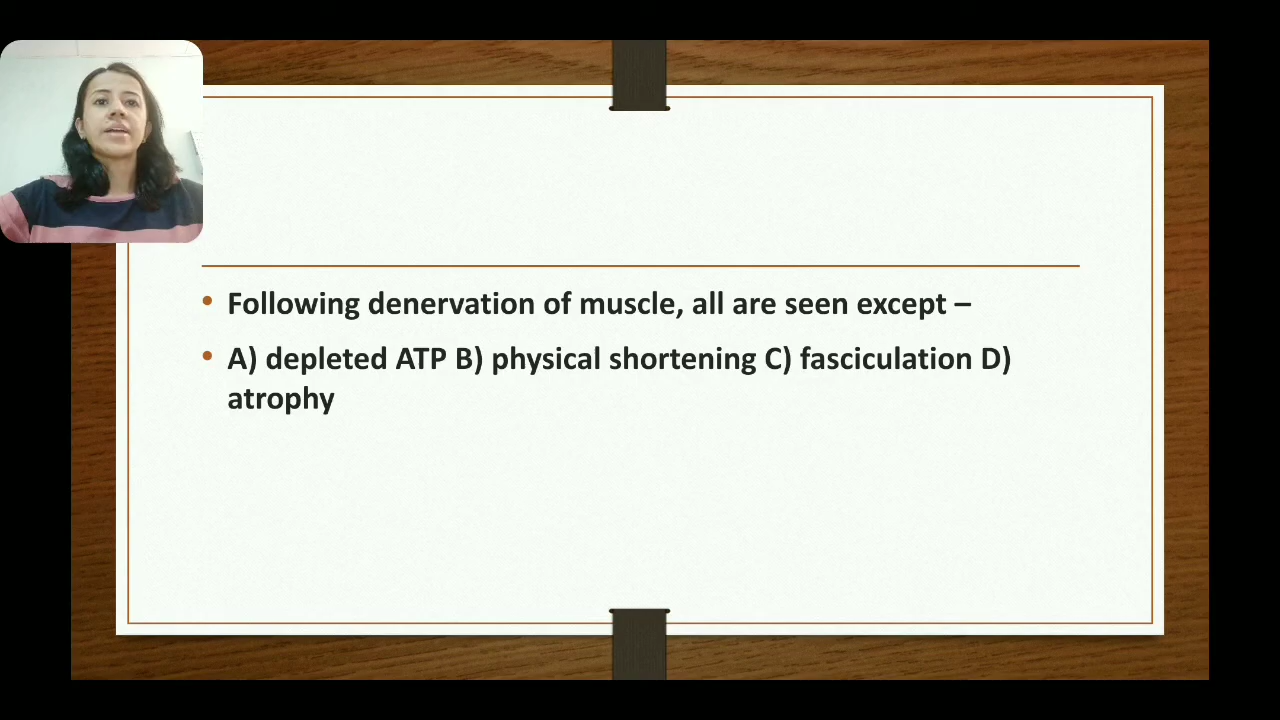 Following denervation of muscle, all are seen except –
A) depleted ATP B) physical shortening C) fasciculation D)
atrophy